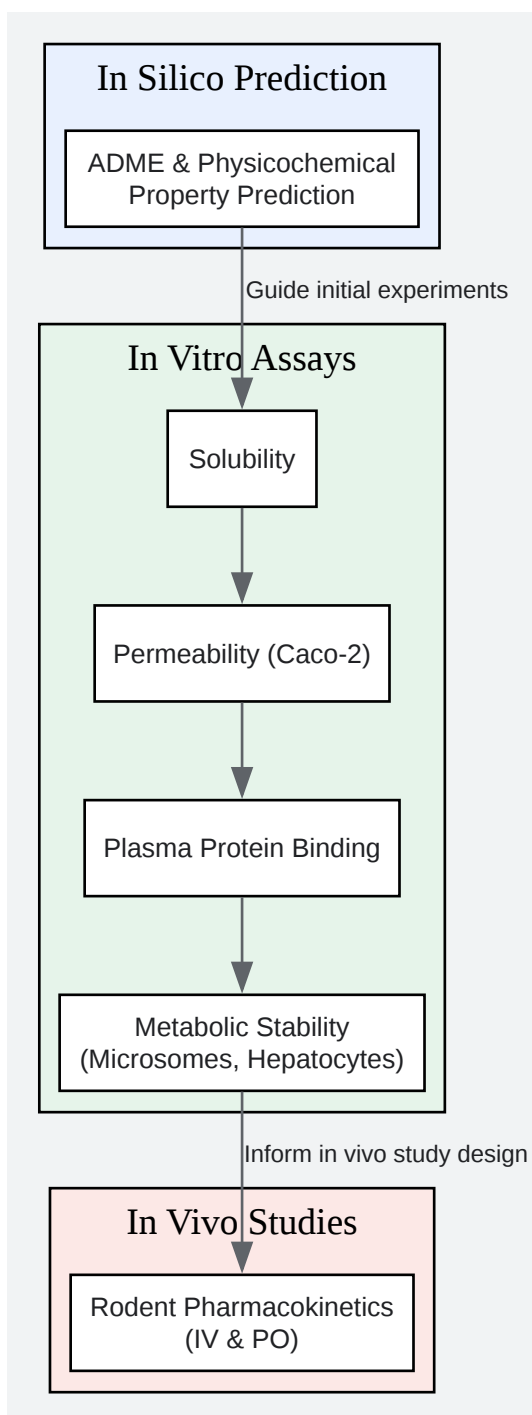 In Silico Prediction
ADME & Physicochemical
Property Prediction
Guide initial experiments
In Vitro Assays
Solubility
Permeability (Caco-2)
Plasma Protein Binding
Metabolic Stability
(Microsomes, Hepatocytes)
Inform in vivo study design
In Vivo Studies
Rodent Pharmacokinetics
(IV & PO)